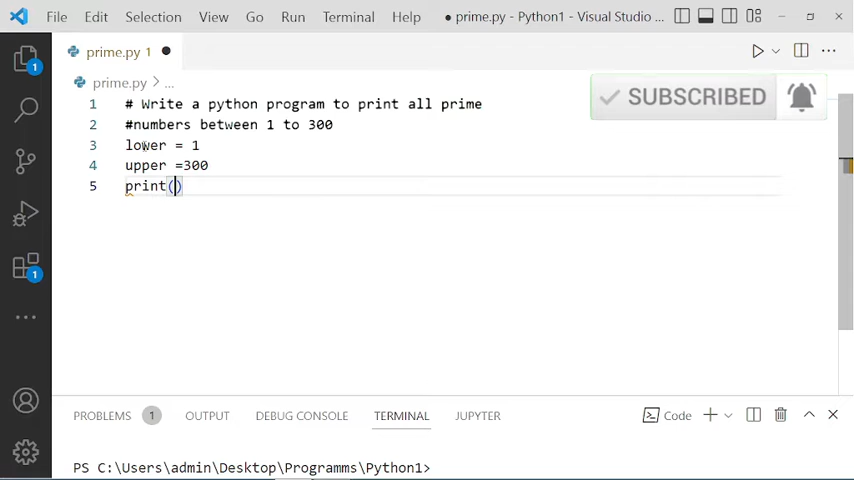 File Edit Selection View Go Run Terminal Help ● prime.py - Python1 - Visual Studio ...
prime.py 1 ●
prime.py > ...
SUBSCRIBED
1 # Write a python program to print all prime
2 #numbers between 1 to 300
3 lower = 1
4 upper =300
5 print()
1
1
PROBLEMS 1 OUTPUT DEBUG CONSOLE TERMINAL JUPYTER Code
PS C:\Users\admin\Desktop\Programms\Python1>